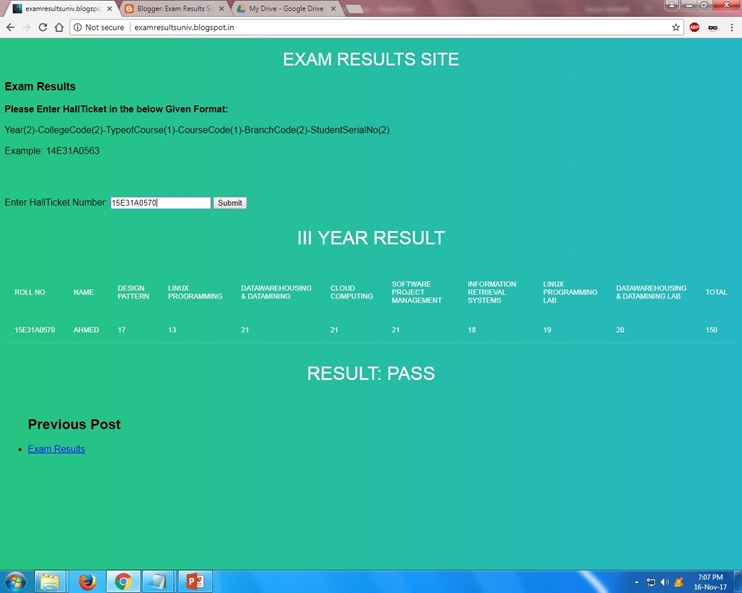 examresultsuniv.blogspo
Blogger: Exam Results Si
My Drive - Google Drive
Not secure | examresultsuniv.blogspot.in
ABP
EXAM RESULTS SITE
Exam Results
Please Enter HallTicket in the below Given Format:
Year(2)-CollegeCode(2)-TypeofCourse(1)-CourseCode(1)-BranchCode(2)-StudentSerialNo(2)
Example: 14E31A0563
Enter HallTicket Number: 15E31A0570 Submit
III YEAR RESULT
ROLL NO NAME DESIGN PATTERN LINUX PROGRAMMING DATAWAREHOUSING & DATAMINING CLOUD COMPUTING SOFTWARE PROJECT MANAGEMENT INFORMATION RETRIEVAL SYSTEMS LINUX PROGRAMMING LAB DATAWAREHOUSING & DATAMINING LAB TOTAL
15E31A0570 AHMED 17 13 21 21 21 18 19 20 150
RESULT: PASS
Previous Post
Exam Results
7:07 PM
16-Nov-17